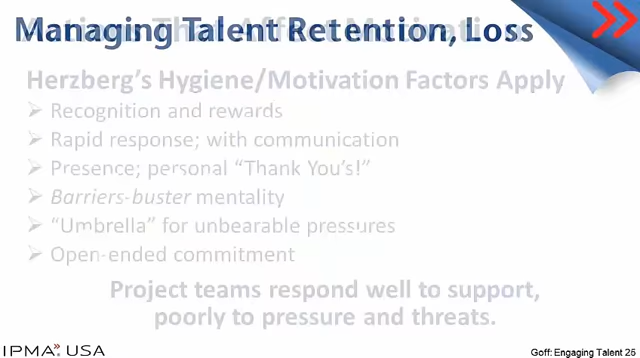 Managing Talent Retention, Loss
Herzberg's Hygiene/Motivation Factors Apply
Recognition and rewards
Rapid response; with communication
Presence; personal "Thank You's!"
Barriers-buster mentality
"Umbrella" for unbearable pressures
Open-ended commitment
Project teams respond well to support,
poorly to pressure and threats.
IPMA USA
Goff: Engaging Talent 25